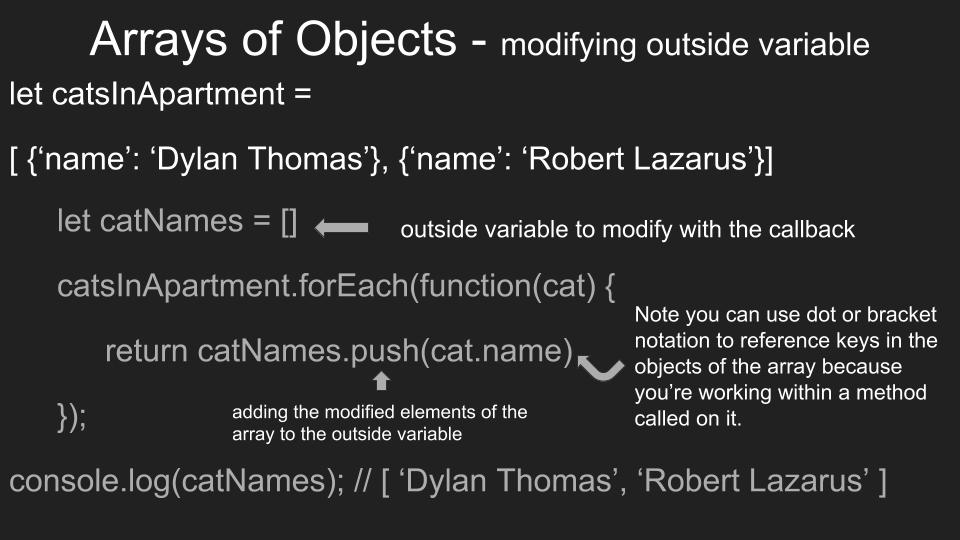 Arrays of Objects - modifying outside variable
let catsInApartment =
[ {‘name’: ‘Dylan Thomas’}, {‘name’: ‘Robert Lazarus’}]
let catNames = []
outside variable to modify with the callback
catsInApartment.forEach(function(cat) {
return catNames.push(cat.name)
Note you can use dot or bracket
notation to reference keys in the
objects of the array because
you’re working within a method
called on it.
adding the modified elements of the
array to the outside variable
});
console.log(catNames); // [ ‘Dylan Thomas’, ‘Robert Lazarus’ ]